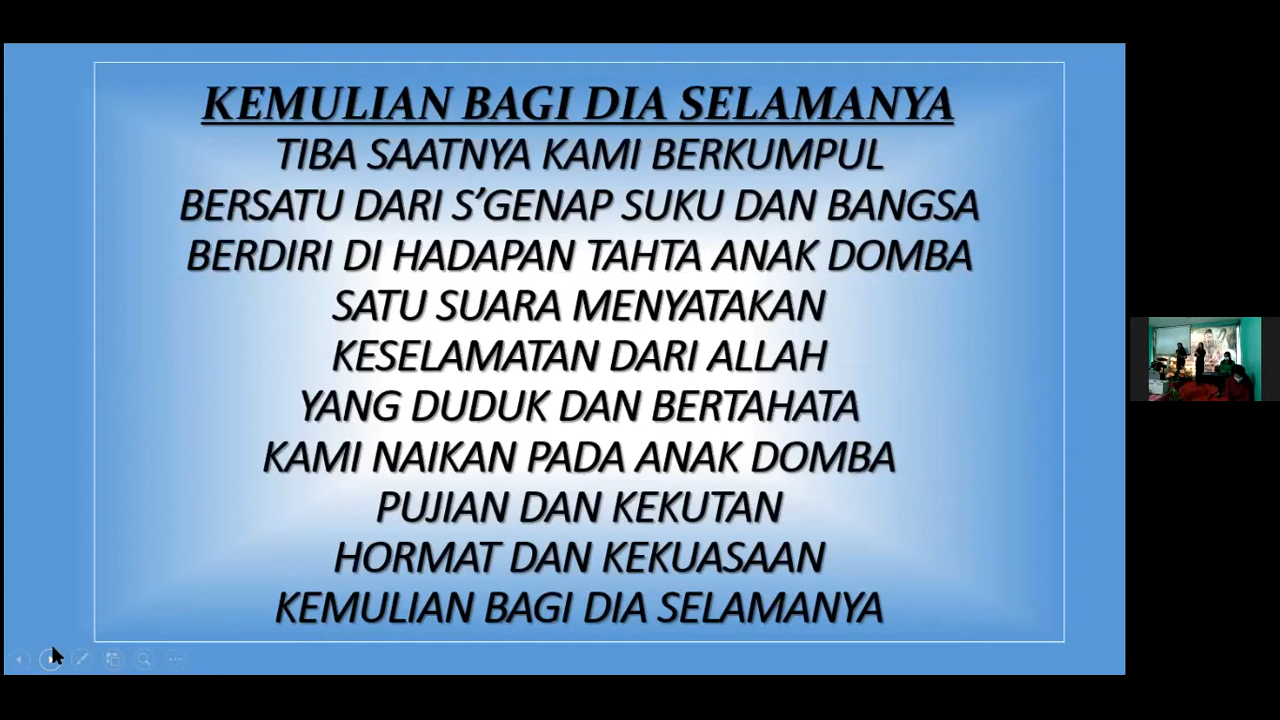 KEMULIAN BAGI DIA SELAMANYA
TIBA SAATNYA KAMI BERKUMPUL
BERSATU DARI S’GENAP SUKU DAN BANGSA
BERDIRI DI HADAPAN TAHTA ANAK DOMBA
SATU SUARA MENYATAKAN
KESELAMATAN DARI ALLAH
YANG DUDUK DAN BERTAHATA
KAMI NAIKAN PADA ANAK DOMBA
PUJIAN DAN KEKUTAN
HORMAT DAN KEKUASAAN
KEMULIAN BAGI DIA SELAMANYA